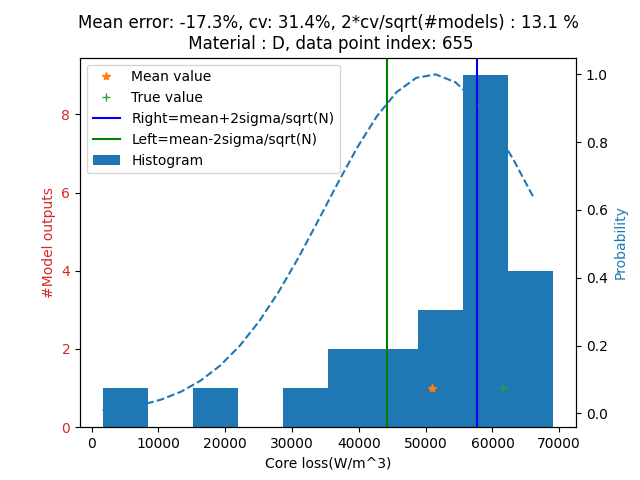 Mean error: -17.3%, cv: 31.4%, 2*cv/sqrt(#models) : 13.1 %
Material : D, data point index: 655
Mean value
True value
Right=mean+2sigma/sqrt(N)
Left=mean-2sigma/sqrt(N)
Histogram
#Model outputs
0
2
4
6
8
Probability
0.0
0.2
0.4
0.6
0.8
1.0
0 10000 20000 30000 40000 50000 60000 70000
Core loss(W/m^3)